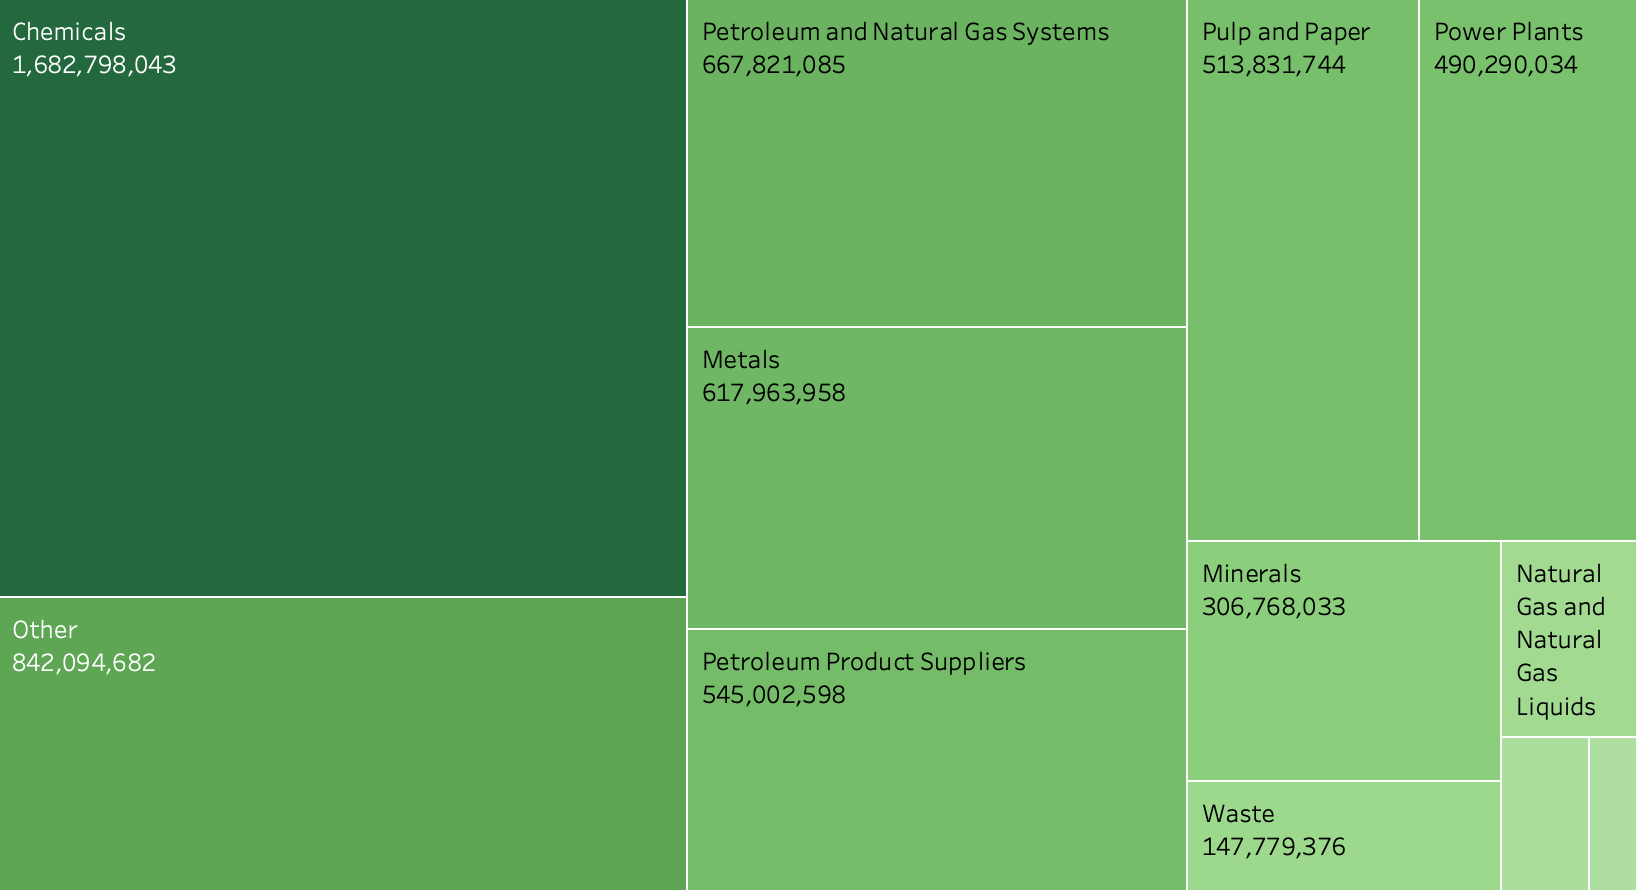 Chemicals
1,682,798,043
Other
842,094,682
Petroleum and Natural Gas Systems
667,821,085
Metals
617,963,958
Petroleum Product Suppliers
545,002,598
Pulp and Paper
513,831,744
Power Plants
490,290,034
Minerals
306,768,033
Waste
147,779,376
Natural
Gas and
Natural
Gas
Liquids